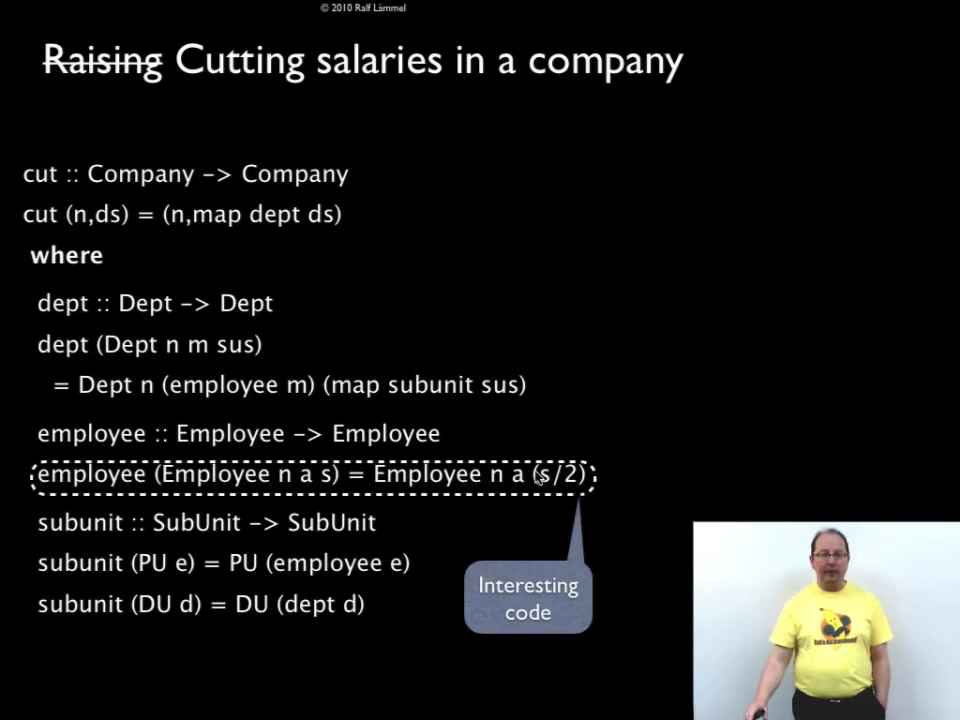 © 2010 Ralf Lämmel
Raising Cutting salaries in a company
cut :: Company -> Company
cut (n,ds) = (n,map dept ds)
where
dept :: Dept -> Dept
dept (Dept n m sus)
= Dept n (employee m) (map subunit sus)
employee :: Employee -> Employee
employee (Employee n a s) = Employee n a (s/2)
subunit :: SubUnit -> SubUnit
subunit (PU e) = PU (employee e)
subunit (DU d) = DU (dept d)
Interesting
code